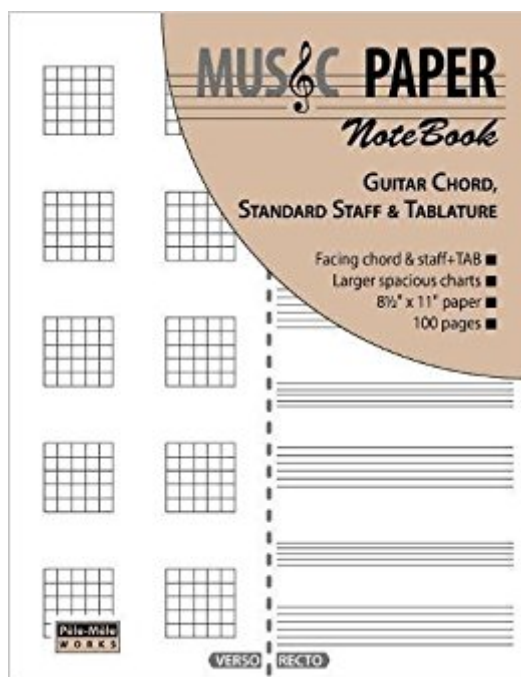 MUSIC PAPER
NoteBook
GUITAR CHORD,
STANDARD STAFF & TABLATURE
Facing chord & staff+TAB ■
Larger spacious charts ■
8½" x 11" paper ■
100 pages ■
Pêle-Mêle
WORKS
VERSO RECTO